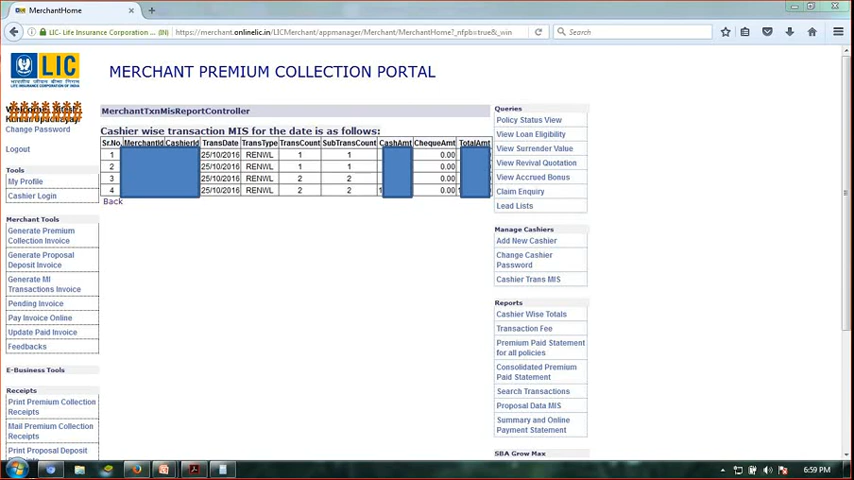 MerchantHome
LIC- Life Insurance Corporation ... (IN)
https://merchant.onlinelic.in/LICMerchant/appmanager/Merchant/MerchantHome?_nfpb=true&_win
Search
LIC
भारतीय जीवन बीमा निगम
LIFE INSURANCE CORPORATION OF INDIA
MERCHANT PREMIUM COLLECTION PORTAL
Change Password
Logout
Tools
My Profile
Cashier Login
Merchant Tools
Generate Premium
Collection Invoice
Generate Proposal
Deposit Invoice
Generate MI
Transactions Invoice
Pending Invoice
Pay Invoice Online
Update Paid Invoice
Feedbacks
E-Business Tools
Receipts
Print Premium Collection
Receipts
Mail Premium Collection
Receipts
Print Proposal Deposit
MerchantTxnMisReportController
Cashier wise transaction MIS for the date is as follows:
Sr.No. MerchantId CashierId TransDate TransType TransCount SubTransCount CashAmt ChequeAmt TotalAmt
1 25/10/2016 RENWL 1 1 0.00
2 25/10/2016 RENWL 1 1 0.00
3 25/10/2016 RENWL 2 2 0.00
4 25/10/2016 RENWL 2 2 1 0.00 1
Back
Queries
Policy Status View
View Loan Eligibility
View Surrender Value
View Revival Quotation
View Accrued Bonus
Claim Enquiry
Lead Lists
Manage Cashiers
Add New Cashier
Change Cashier
Password
Cashier Trans MIS
Reports
Cashier Wise Totals
Transaction Fee
Premium Paid Statement
for all policies
Consolidated Premium
Paid Statement
Search Transactions
Proposal Data MIS
Summary and Online
Payment Statement
SBA Grow Max
6:59 PM